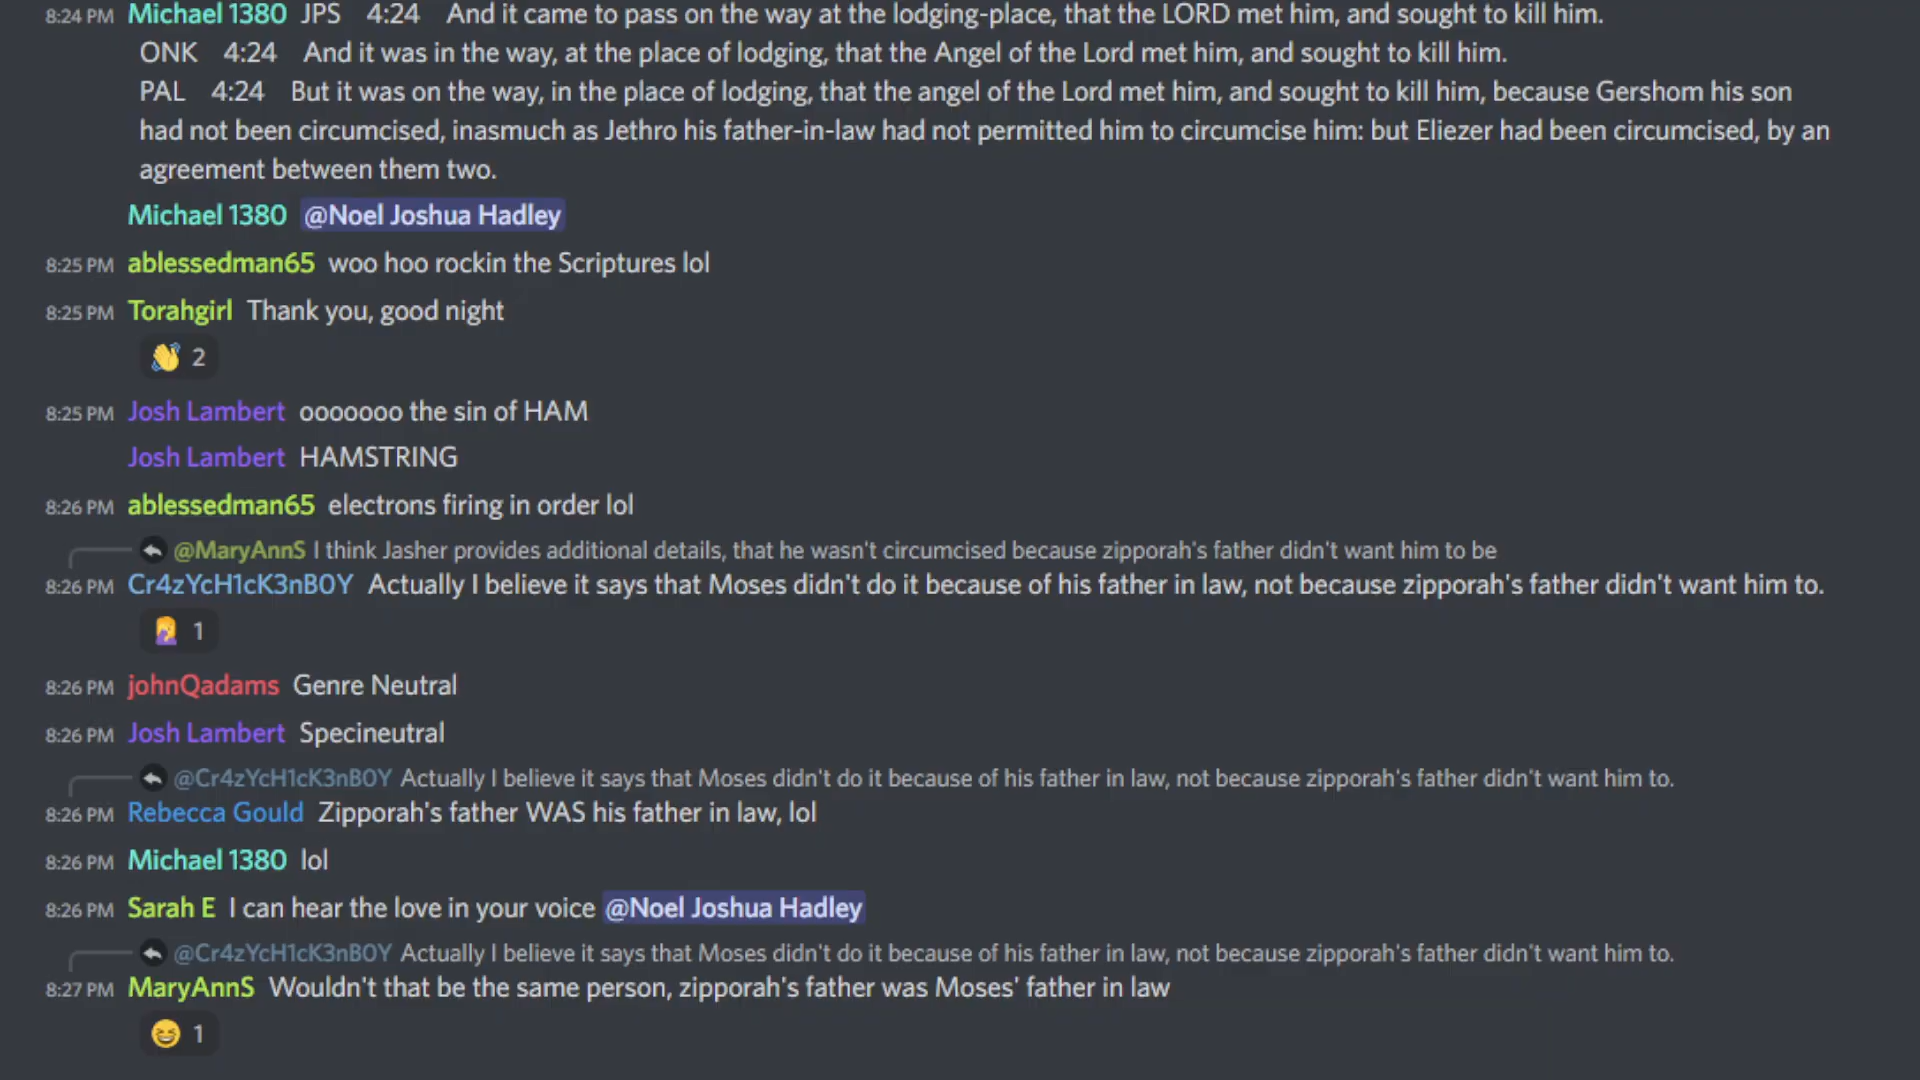 8:24 PM Michael 1380 JPS 4:24 And it came to pass on the way at the lodging-place, that the LORD met him, and sought to kill him.
ONK 4:24 And it was in the way, at the place of lodging, that the Angel of the Lord met him, and sought to kill him.
PAL 4:24 But it was on the way, in the place of lodging, that the angel of the Lord met him, and sought to kill him, because Gershom his son
had not been circumcised, inasmuch as Jethro his father-in-law had not permitted him to circumcise him: but Eliezer had been circumcised, by an
agreement between them two.
Michael 1380 @Noel Joshua Hadley
8:25 PM ablessedman65 woo hoo rockin the Scriptures lol
8:25 PM Torahgirl Thank you, good night
2
8:25 PM Josh Lambert ooooooo the sin of HAM
Josh Lambert HAMSTRING
8:26 PM ablessedman65 electrons firing in order lol
@MaryAnnS I think Jasher provides additional details, that he wasn't circumcised because zipporah's father didn't want him to be
8:26 PM Cr4zYcH1cK3nB0Y Actually I believe it says that Moses didn't do it because of his father in law, not because zipporah's father didn't want him to.
1
8:26 PM johnQadams Genre Neutral
8:26 PM Josh Lambert Specineutral
@Cr4zYcH1cK3nB0Y Actually I believe it says that Moses didn't do it because of his father in law, not because zipporah's father didn't want him to.
8:26 PM Rebecca Gould Zipporah's father WAS his father in law, lol
8:26 PM Michael 1380 lol
8:26 PM Sarah E I can hear the love in your voice @Noel Joshua Hadley
@Cr4zYcH1cK3nB0Y Actually I believe it says that Moses didn't do it because of his father in law, not because zipporah's father didn't want him to.
8:27 PM MaryAnnS Wouldn't that be the same person, zipporah's father was Moses' father in law
1